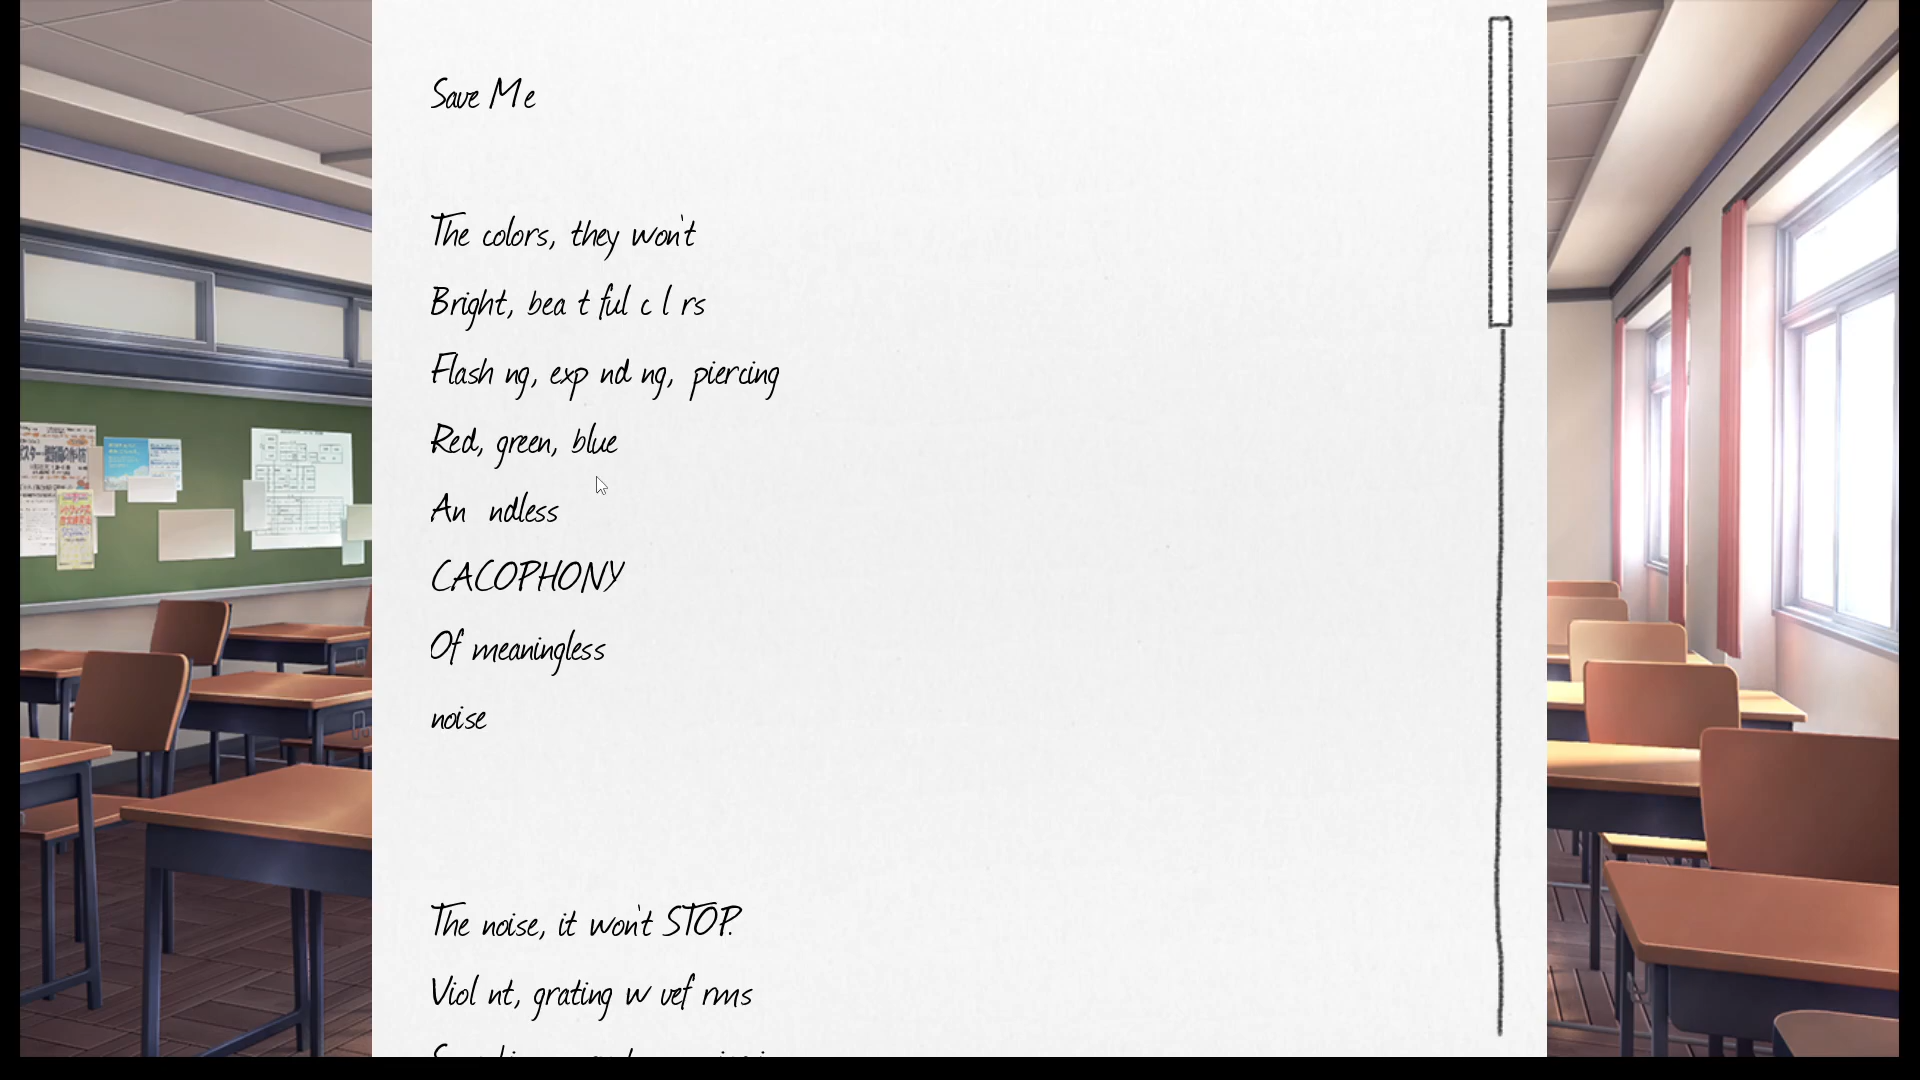 Save Me
The colors, they won't
Bright, bea t ful c l rs
Flash ng, exp nd ng, piercing
Red, green, blue
An ndless
CACOPHONY
Of meaningless
noise
The noise, it won't STOP.
Viol nt, grating w vef rms